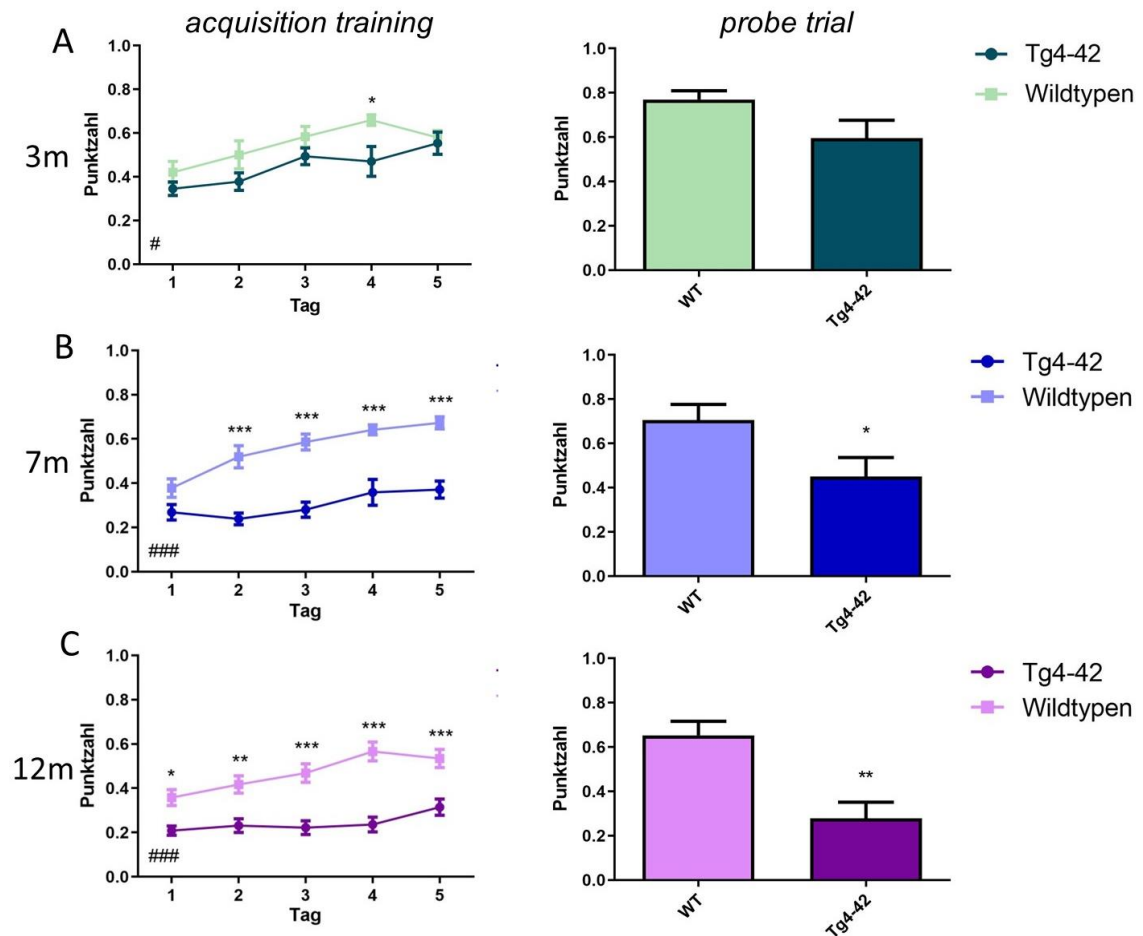 acquisition training
probe trial
A
3m
Punktzahl
1.0
0.8
0.6
0.4
0.2
0.0
*
#
1 2 3 4 5
Tag
Punktzahl
1.0
0.8
0.6
0.4
0.2
0.0
WT
Tg4-42
Tg4-42
Wildtypen
B
7m
Punktzahl
1.0
0.8
0.6
0.4
0.2
0.0
*** *** *** ***
###
1 2 3 4 5
Tag
Punktzahl
1.0
0.8
0.6
0.4
0.2
0.0
*
WT
Tg4-42
Tg4-42
Wildtypen
C
12m
Punktzahl
1.0
0.8
0.6
0.4
0.2
0.0
* ** *** *** ***
###
1 2 3 4 5
Tag
Punktzahl
1.0
0.8
0.6
0.4
0.2
0.0
**
WT
Tg4-42
Tg4-42
Wildtypen